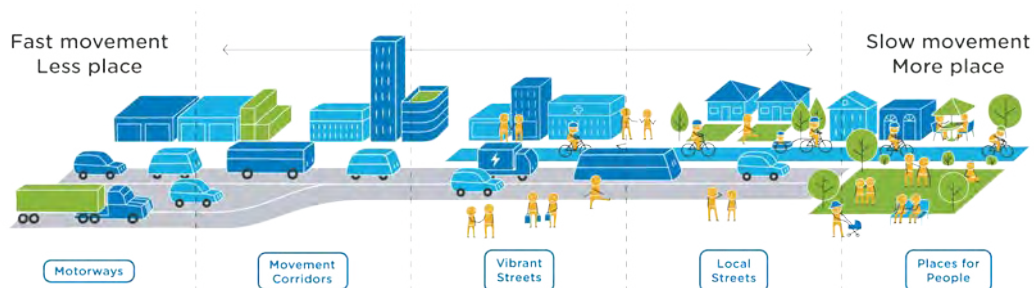 Fast movement
Less place
Slow movement
More place
Motorways
Movement
Corridors
Vibrant
Streets
Local
Streets
Places for
People